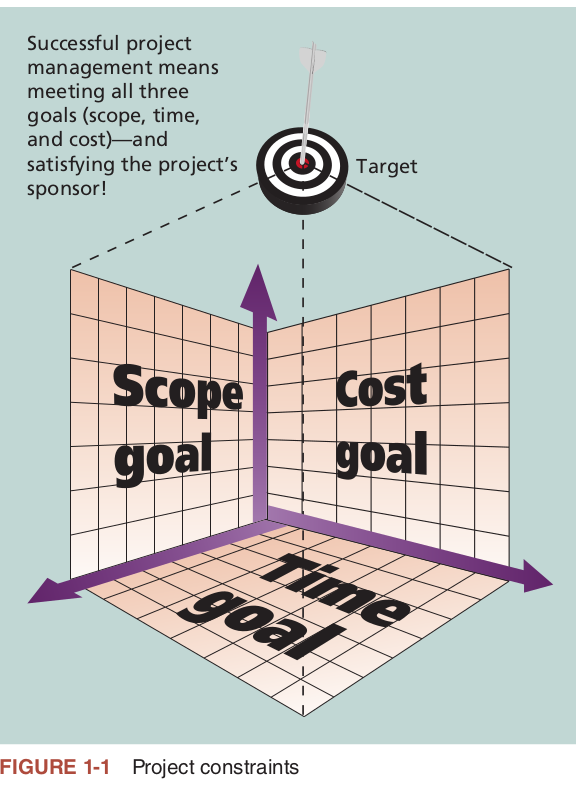 Successful project
management means
meeting all three
goals (scope, time,
and cost)—and
satisfying the project's
sponsor!
Target
Scope
goal
Cost
goal
Time
goal
FIGURE 1-1 Project constraints